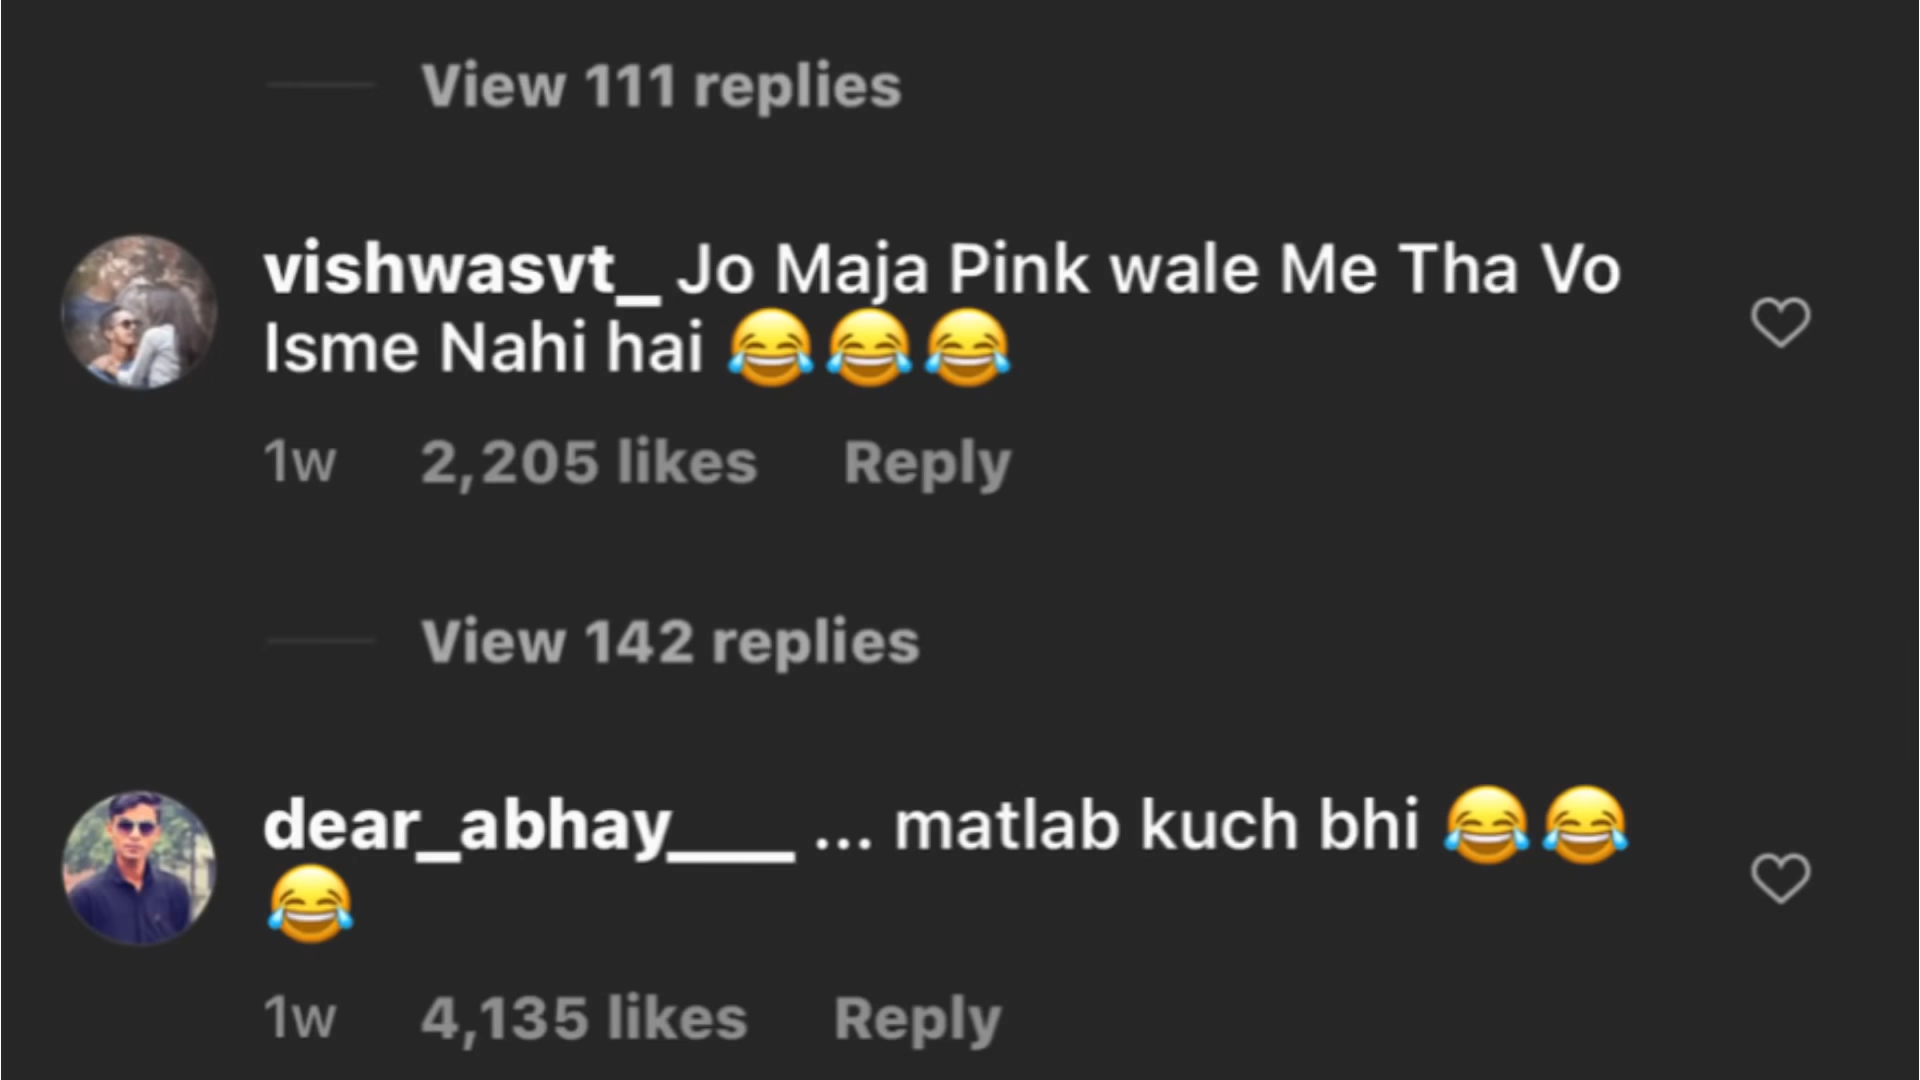 View 111 replies
vishwasvt_ Jo Maja Pink wale Me Tha Vo
Isme Nahi hai 😂😂😂
1w 2,205 likes Reply
View 142 replies
dear_abhay___ ... matlab kuch bhi 😂😂
😂
1w 4,135 likes Reply